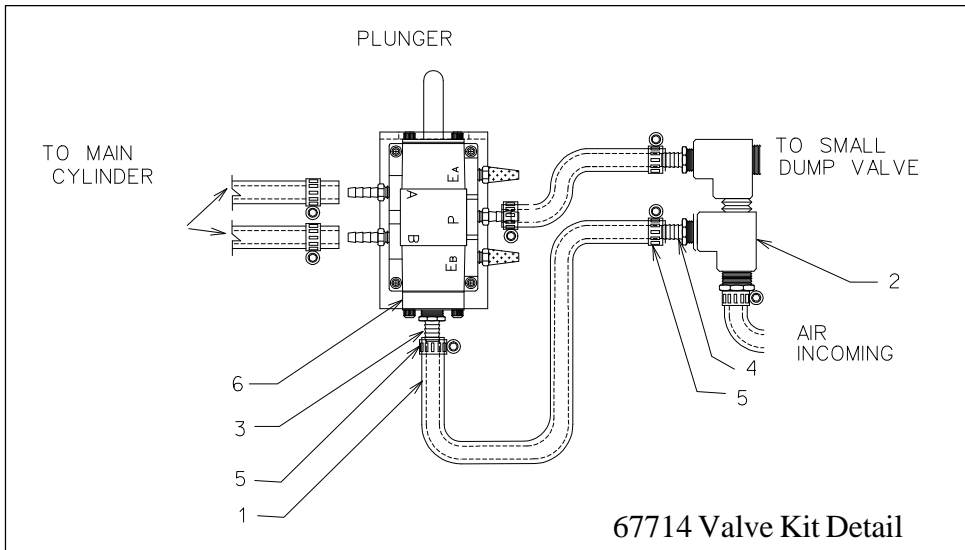 PLUNGER
TO MAIN
CYLINDER
TO SMALL
DUMP VALVE
EA
A
P
B
EB
2
AIR
INCOMING
4
5
6
3
5
1
67714 Valve Kit Detail